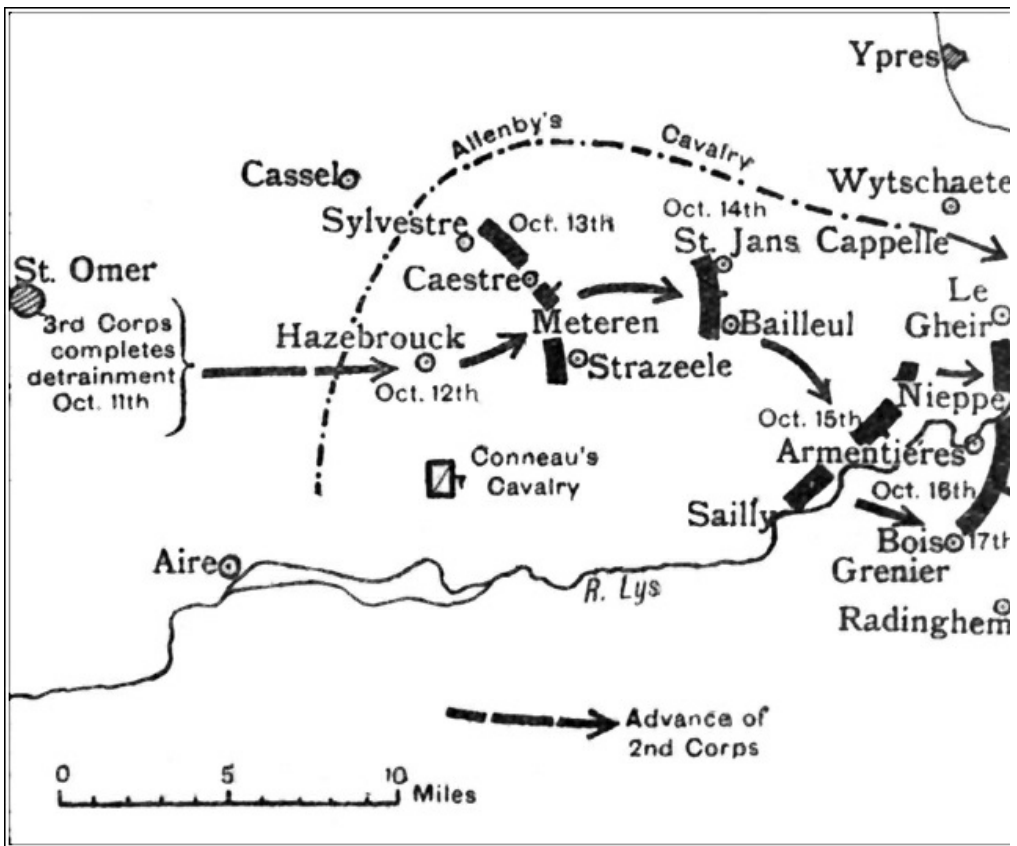 Ypres
Allenby's
Cavalry
Cassel
Wytschaete
Sylvestre
Oct. 13th
Oct. 14th
St. Jans Cappelle
St. Omer
Caestre
Le
Gheir
3rd Corps
completes
detrainment
Oct. 11th
Hazebrouck
Meteren
Bailleul
Oct. 12th
Strazeele
Nieppe
Oct. 15th
Armentières
Conneau's
Cavalry
Sailly
Oct. 16th
Bois
17th
Grenier
Aire
R. Lys
Radinghem
Advance of
2nd Corps
0 5 10
Miles